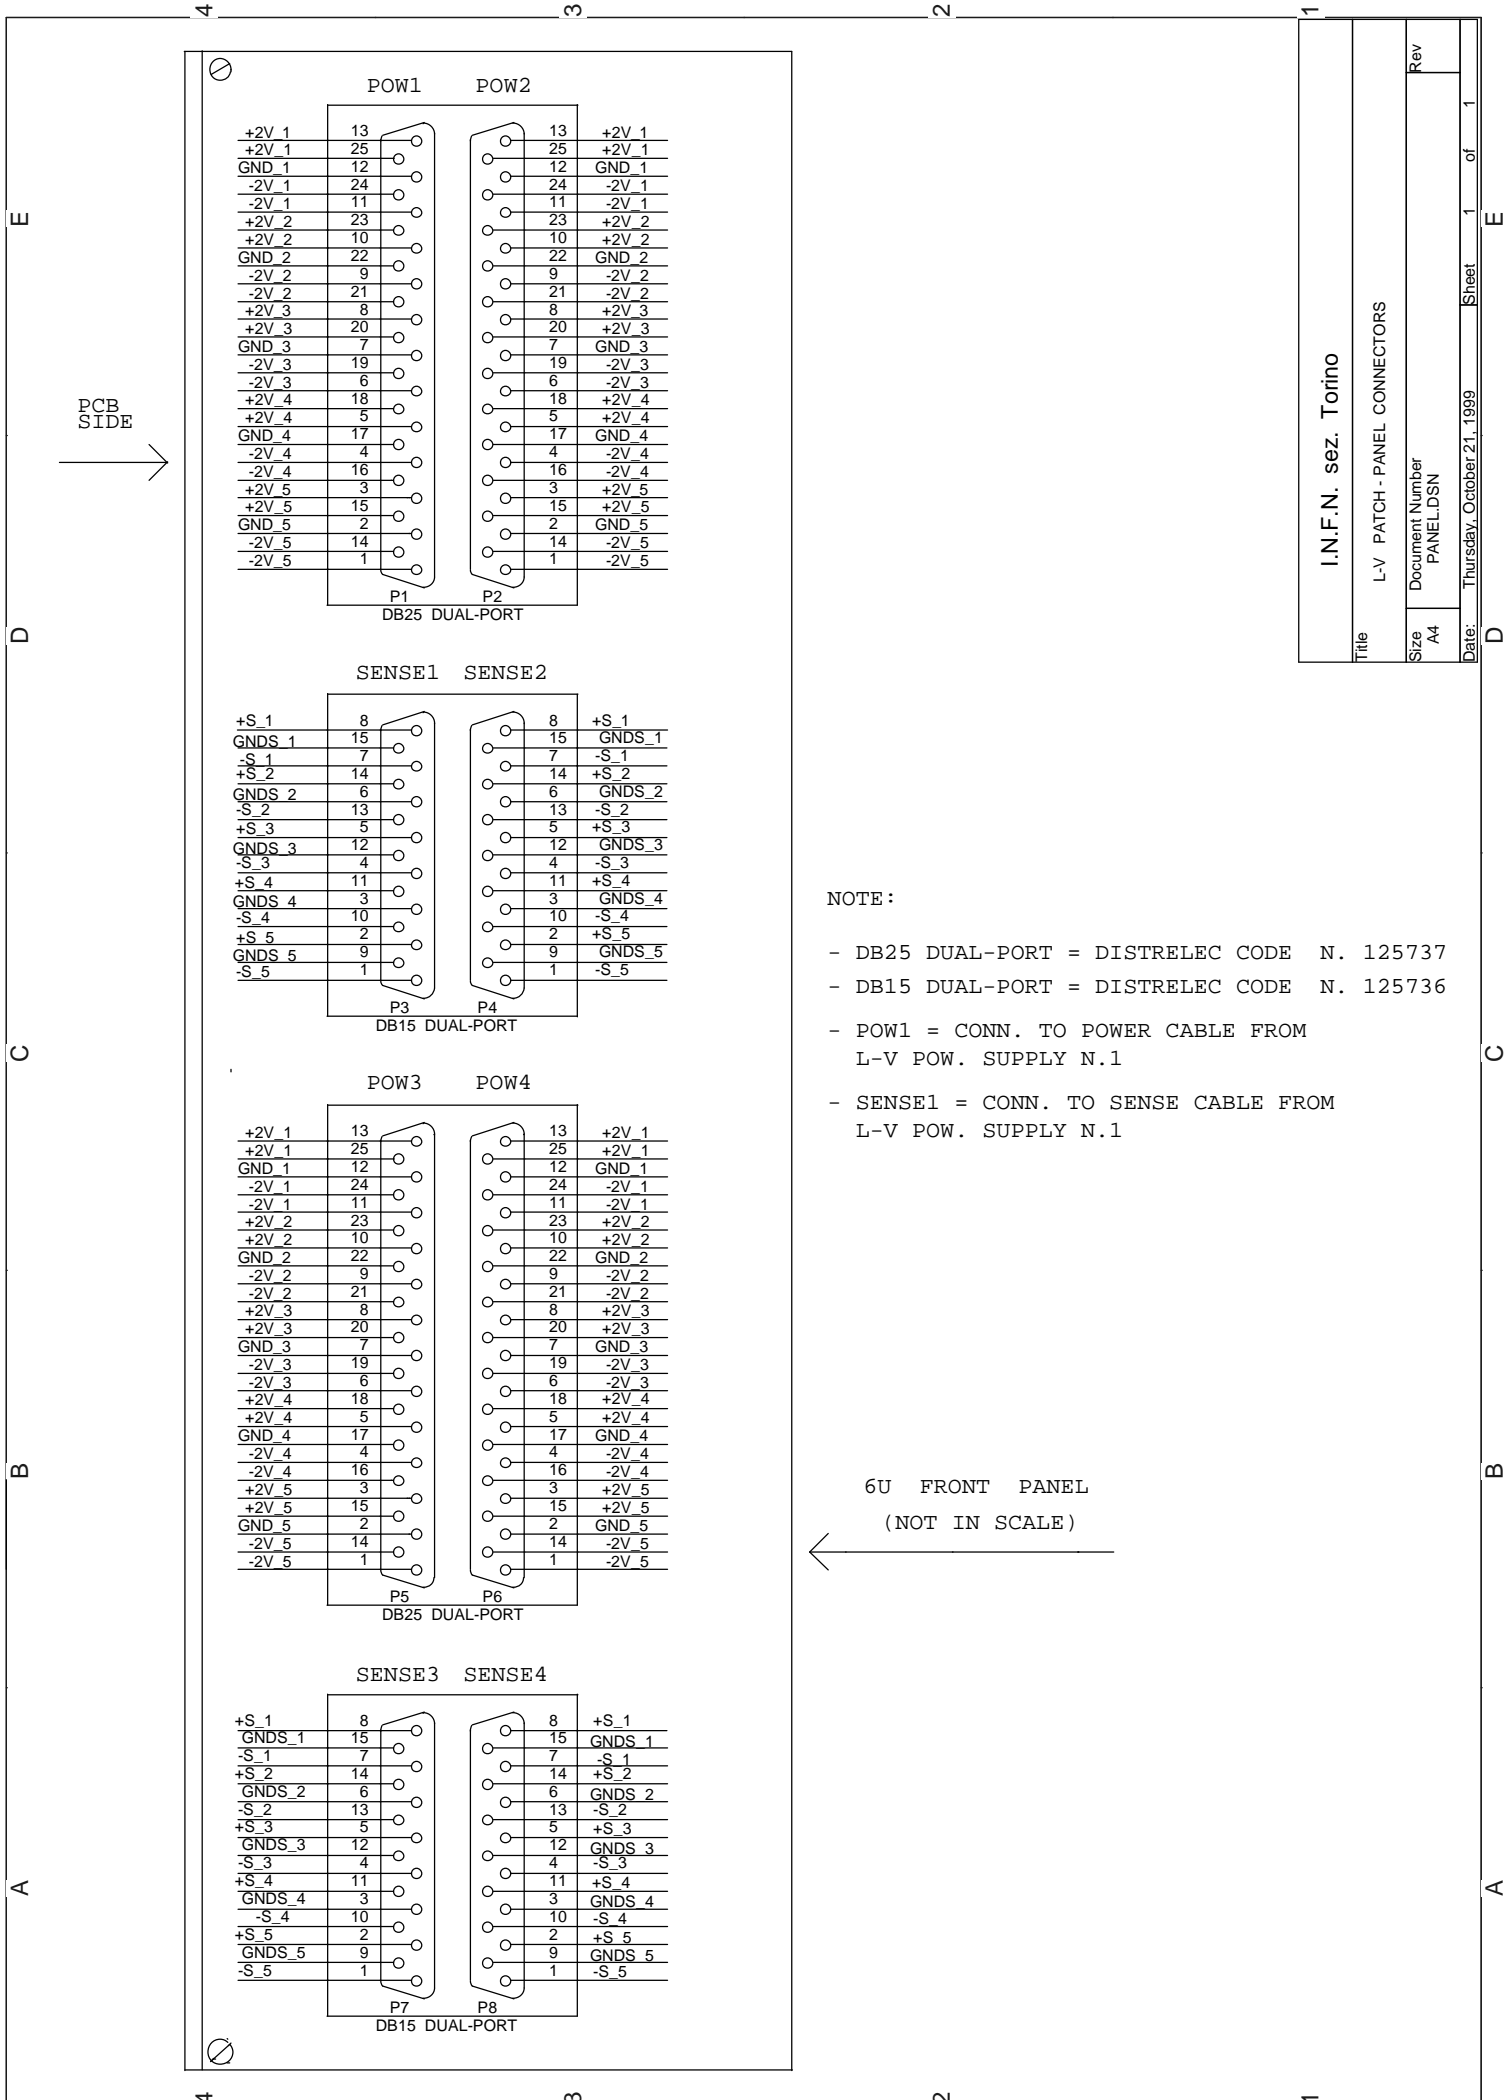 4 3 2 1
POW1 POW2
+2V_1 13 13 +2V_1
+2V_1 25 25 +2V_1
GND_1 12 12 GND_1
-2V_1 24 24 -2V_1
-2V_1 11 11 -2V_1
+2V_2 23 23 +2V_2
+2V_2 10 10 +2V_2
GND_2 22 22 GND_2
-2V_2 9 9 -2V_2
-2V_2 21 21 -2V_2
+2V_3 8 8 +2V_3
+2V_3 20 20 +2V_3
GND_3 7 7 GND_3
-2V_3 19 19 -2V_3
-2V_3 6 6 -2V_3
+2V_4 18 18 +2V_4
+2V_4 5 5 +2V_4
GND_4 17 17 GND_4
-2V_4 4 4 -2V_4
-2V_4 16 16 -2V_4
+2V_5 3 3 +2V_5
+2V_5 15 15 +2V_5
GND_5 2 2 GND_5
-2V_5 14 14 -2V_5
-2V_5 1 1 -2V_5
P1 P2
DB25 DUAL-PORT
PCB
SIDE
SENSE1 SENSE2
+S_1 8 8 +S_1
GNDS_1 15 15 GNDS_1
-S_1 7 7 -S_1
+S_2 14 14 +S_2
GNDS_2 6 6 GNDS_2
-S_2 13 13 -S_2
+S_3 5 5 +S_3
GNDS_3 12 12 GNDS_3
-S_3 4 4 -S_3
+S_4 11 11 +S_4
GNDS_4 3 3 GNDS_4
-S_4 10 10 -S_4
+S_5 2 2 +S_5
GNDS_5 9 9 GNDS_5
-S_5 1 1 -S_5
P3 P4
DB15 DUAL-PORT
POW3 POW4
+2V_1 13 13 +2V_1
+2V_1 25 25 +2V_1
GND_1 12 12 GND_1
-2V_1 24 24 -2V_1
-2V_1 11 11 -2V_1
+2V_2 23 23 +2V_2
+2V_2 10 10 +2V_2
GND_2 22 22 GND_2
-2V_2 9 9 -2V_2
-2V_2 21 21 -2V_2
+2V_3 8 8 +2V_3
+2V_3 20 20 +2V_3
GND_3 7 7 GND_3
-2V_3 19 19 -2V_3
-2V_3 6 6 -2V_3
+2V_4 18 18 +2V_4
+2V_4 5 5 +2V_4
GND_4 17 17 GND_4
-2V_4 4 4 -2V_4
-2V_4 16 16 -2V_4
+2V_5 3 3 +2V_5
+2V_5 15 15 +2V_5
GND_5 2 2 GND_5
-2V_5 14 14 -2V_5
-2V_5 1 1 -2V_5
P5 P6
DB25 DUAL-PORT
SENSE3 SENSE4
+S_1 8 8 +S_1
GNDS_1 15 15 GNDS_1
-S_1 7 7 -S_1
+S_2 14 14 +S_2
GNDS_2 6 6 GNDS_2
-S_2 13 13 -S_2
+S_3 5 5 +S_3
GNDS_3 12 12 GNDS_3
-S_3 4 4 -S_3
+S_4 11 11 +S_4
GNDS_4 3 3 GNDS_4
-S_4 10 10 -S_4
+S_5 2 2 +S_5
GNDS_5 9 9 GNDS_5
-S_5 1 1 -S_5
P7 P8
DB15 DUAL-PORT
NOTE:
- DB25 DUAL-PORT = DISTRELEC CODE N. 125737
- DB15 DUAL-PORT = DISTRELEC CODE N. 125736
- POW1 = CONN. TO POWER CABLE FROM
L-V POW. SUPPLY N.1
- SENSE1 = CONN. TO SENSE CABLE FROM
L-V POW. SUPPLY N.1
6U FRONT PANEL
(NOT IN SCALE)
I.N.F.N. sez. Torino
Title
L-V PATCH - PANEL CONNECTORS
Size Document Number Rev
A4 PANEL.DSN
Date: Thursday, October 21, 1999 Sheet 1 of 1
E E
D D
C C
B B
A A
4 3 2 1